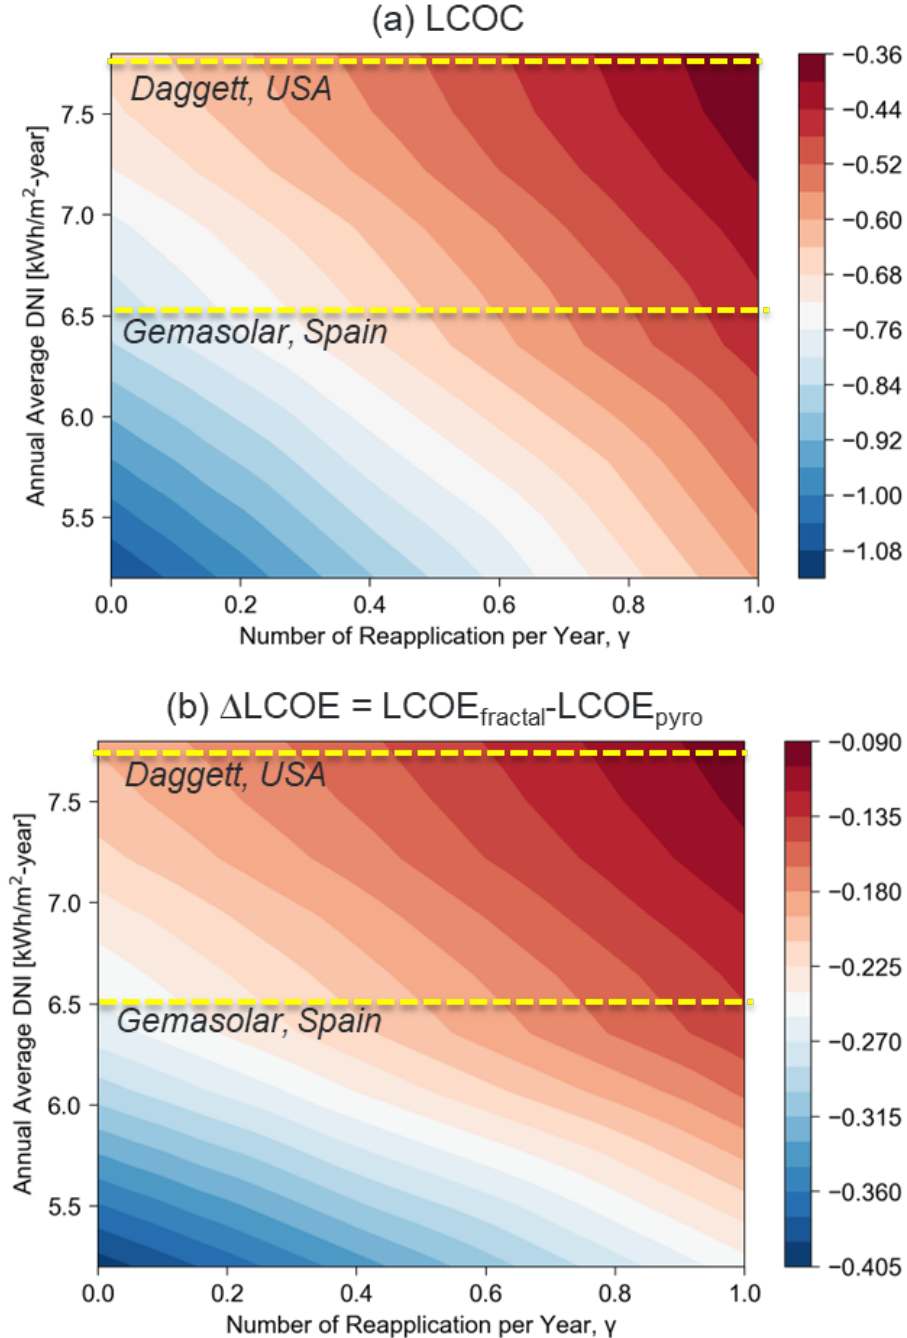 (a) LCOC
Daggett, USA
Gemasolar, Spain
Annual Average DNI [kWh/m²-year]
7.5
7.0
6.5
6.0
5.5
0.0 0.2 0.4 0.6 0.8 1.0
Number of Reapplication per Year, γ
−0.36
−0.44
−0.52
−0.60
−0.68
−0.76
−0.84
−0.92
−1.00
−1.08
(b) ΔLCOE = LCOE_fractal-LCOE_pyro
Daggett, USA
Gemasolar, Spain
Annual Average DNI [kWh/m²-year]
7.5
7.0
6.5
6.0
5.5
0.0 0.2 0.4 0.6 0.8 1.0
Number of Reapplication per Year, γ
−0.090
−0.135
−0.180
−0.225
−0.270
−0.315
−0.360
−0.405